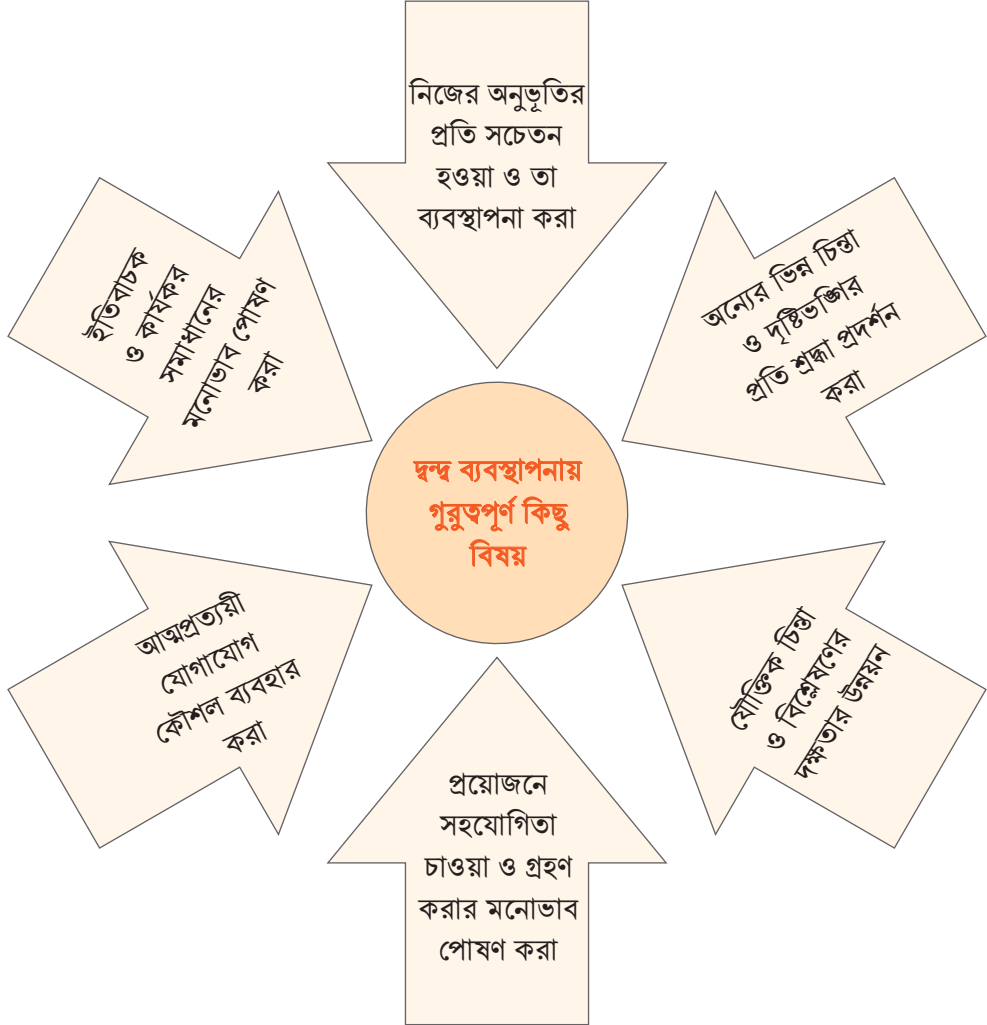 নিজের অনুভূতির
প্রতি সচেতন
হওয়া ও তা
ব্যবস্থাপনা করা
অন্যের ভিন্ন চিন্তা
ও দৃষ্টিভঙ্গির
প্রতি শ্রদ্ধা প্রদর্শন
করা
যৌক্তিক চিন্তা
ও বিশ্লেষণের
দক্ষতার উন্নয়ন
প্রয়োজনে
সহযোগিতা
চাওয়া ও গ্রহণ
করার মনোভাব
পোষণ করা
আত্মপ্রত্যয়ী
যোগাযোগ
কৌশল ব্যবহার
করা
ইতিবাচক
ও কার্যকর
সমাধানের
মনোভাব পোষণ
করা
দ্বন্দ্ব ব্যবস্থাপনায়
গুরুত্বপূর্ণ কিছু
বিষয়